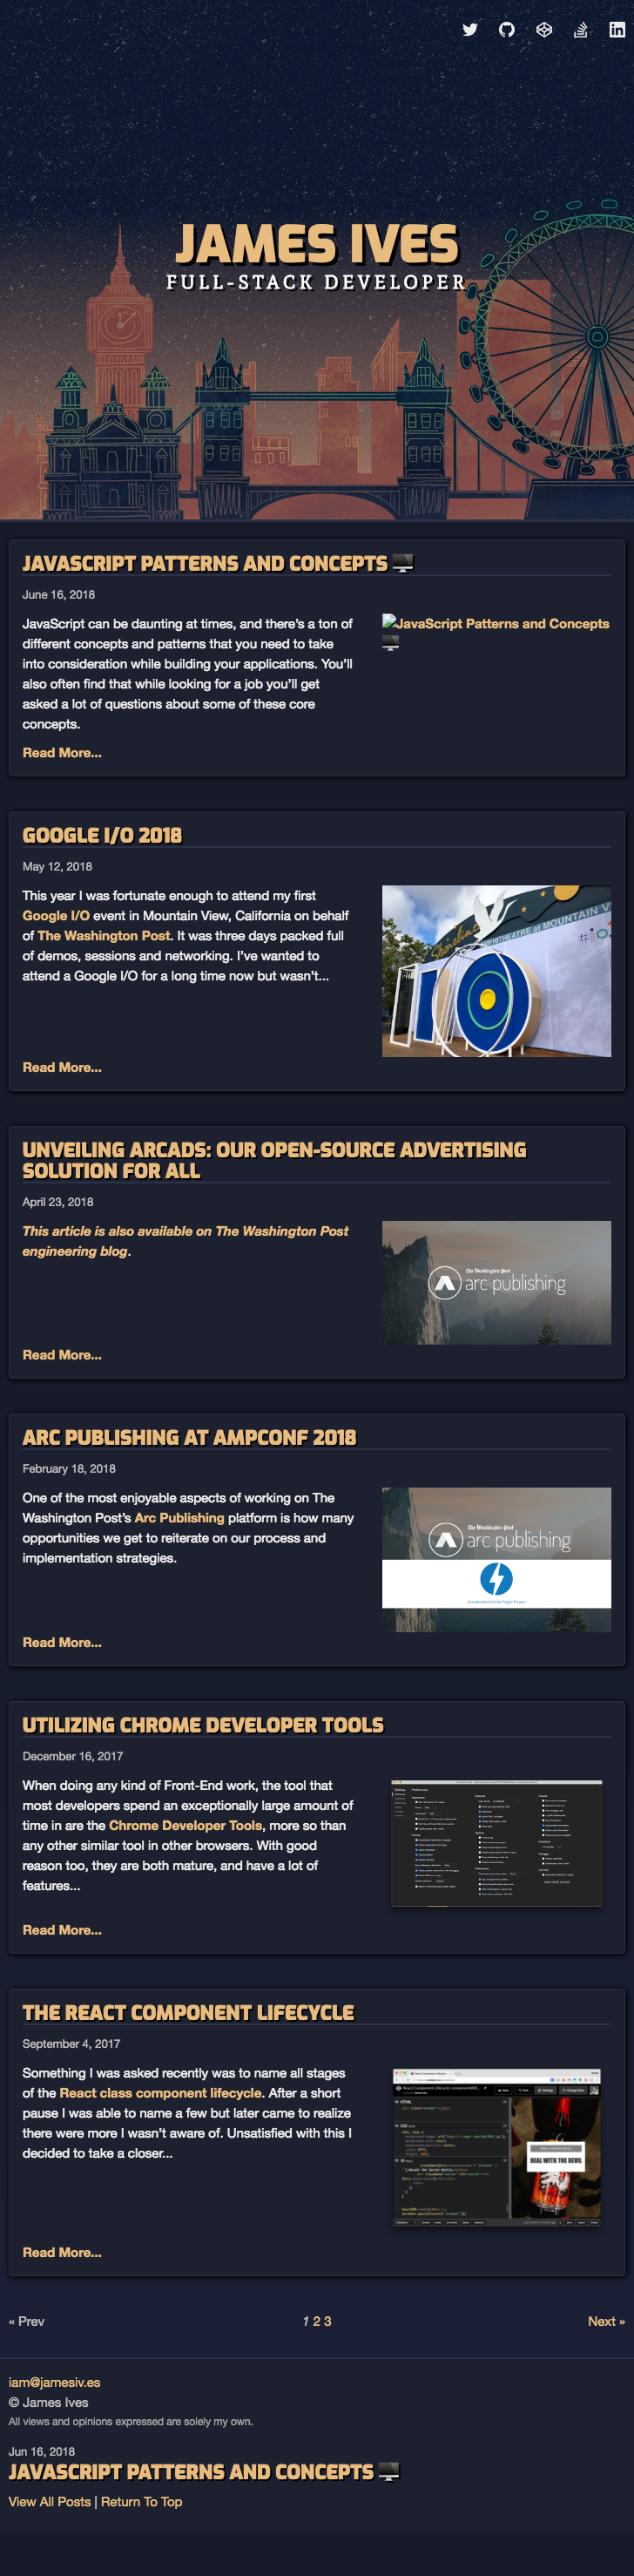 JAMES IVES
FULL-STACK DEVELOPER
JAVASCRIPT PATTERNS AND CONCEPTS 🖥️
June 16, 2018
JavaScript can be daunting at times, and there’s a ton of
different concepts and patterns that you need to take
into consideration while building your applications. You’ll
also often find that while looking for a job you’ll get
asked a lot of questions about some of these core
concepts.
JavaScript Patterns and Concepts
🖥️
Read More...
GOOGLE I/O 2018
May 12, 2018
This year I was fortunate enough to attend my first
Google I/O event in Mountain View, California on behalf
of The Washington Post. It was three days packed full
of demos, sessions and networking. I’ve wanted to
attend a Google I/O for a long time now but wasn’t...
Shoreline
AMPHITHEATRE at MOUNTAIN V
Read More...
UNVEILING ARCADS: OUR OPEN-SOURCE ADVERTISING
SOLUTION FOR ALL
April 23, 2018
This article is also available on The Washington Post
engineering blog.
The Washington Post
arc publishing
Read More...
ARC PUBLISHING AT AMPCONF 2018
February 18, 2018
One of the most enjoyable aspects of working on The
Washington Post’s Arc Publishing platform is how many
opportunities we get to reiterate on our process and
implementation strategies.
The Washington Post
arc publishing
Accelerated Mobile Pages Project
Read More...
UTILIZING CHROME DEVELOPER TOOLS
December 16, 2017
When doing any kind of Front-End work, the tool that
most developers spend an exceptionally large amount of
time in are the Chrome Developer Tools, more so than
any other similar tool in other browsers. With good
reason too, they are both mature, and have a lot of
features...
Read More...
THE REACT COMPONENT LIFECYCLE
September 4, 2017
Something I was asked recently was to name all stages
of the React class component lifecycle. After a short
pause I was able to name a few but later came to realize
there were more I wasn’t aware of. Unsatisfied with this I
decided to take a closer...
DEAL WITH THE DEVIL
Read More...
« Prev
1 2 3
Next »
iam@jamesiv.es
© James Ives
All views and opinions expressed are solely my own.
Jun 16, 2018
JAVASCRIPT PATTERNS AND CONCEPTS 🖥️
View All Posts | Return To Top